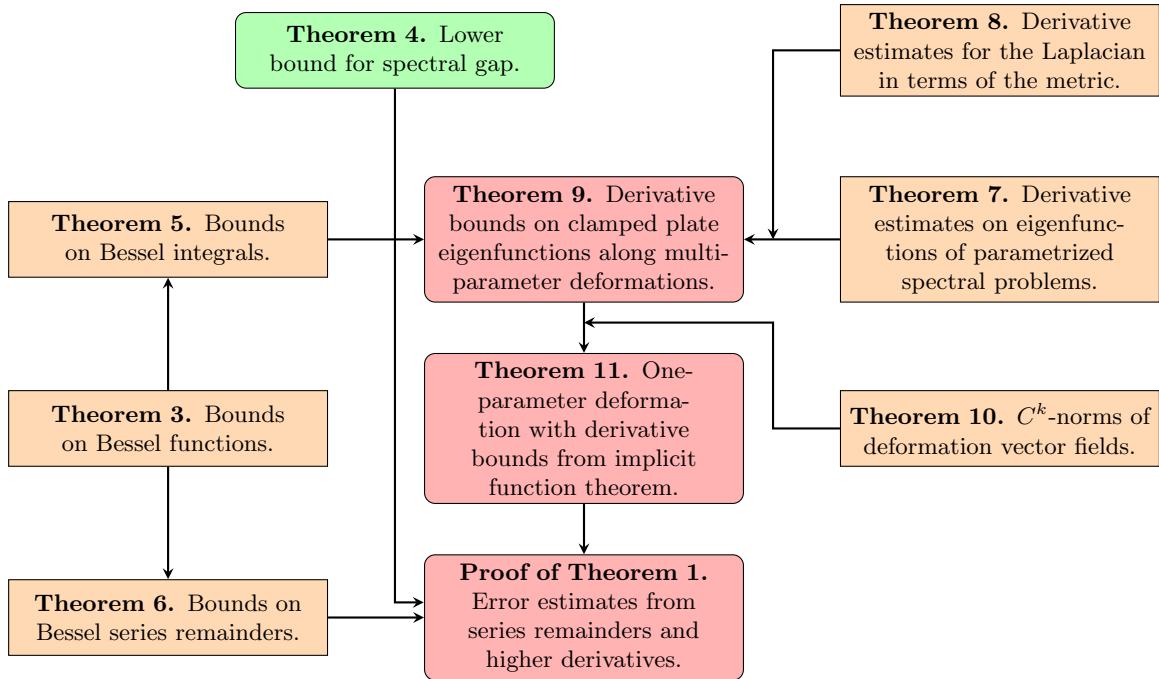 Theorem 4. Lower
bound for spectral gap.
Theorem 8. Derivative
estimates for the Laplacian
in terms of the metric.
Theorem 5. Bounds
on Bessel integrals.
Theorem 9. Derivative
bounds on clamped plate
eigenfunctions along multi-
parameter deformations.
Theorem 7. Derivative
estimates on eigenfunc-
tions of parametrized
spectral problems.
Theorem 3. Bounds
on Bessel functions.
Theorem 11. One-
parameter deforma-
tion with derivative
bounds from implicit
function theorem.
Theorem 10. C^k-norms of
deformation vector fields.
Theorem 6. Bounds on
Bessel series remainders.
Proof of Theorem 1.
Error estimates from
series remainders and
higher derivatives.